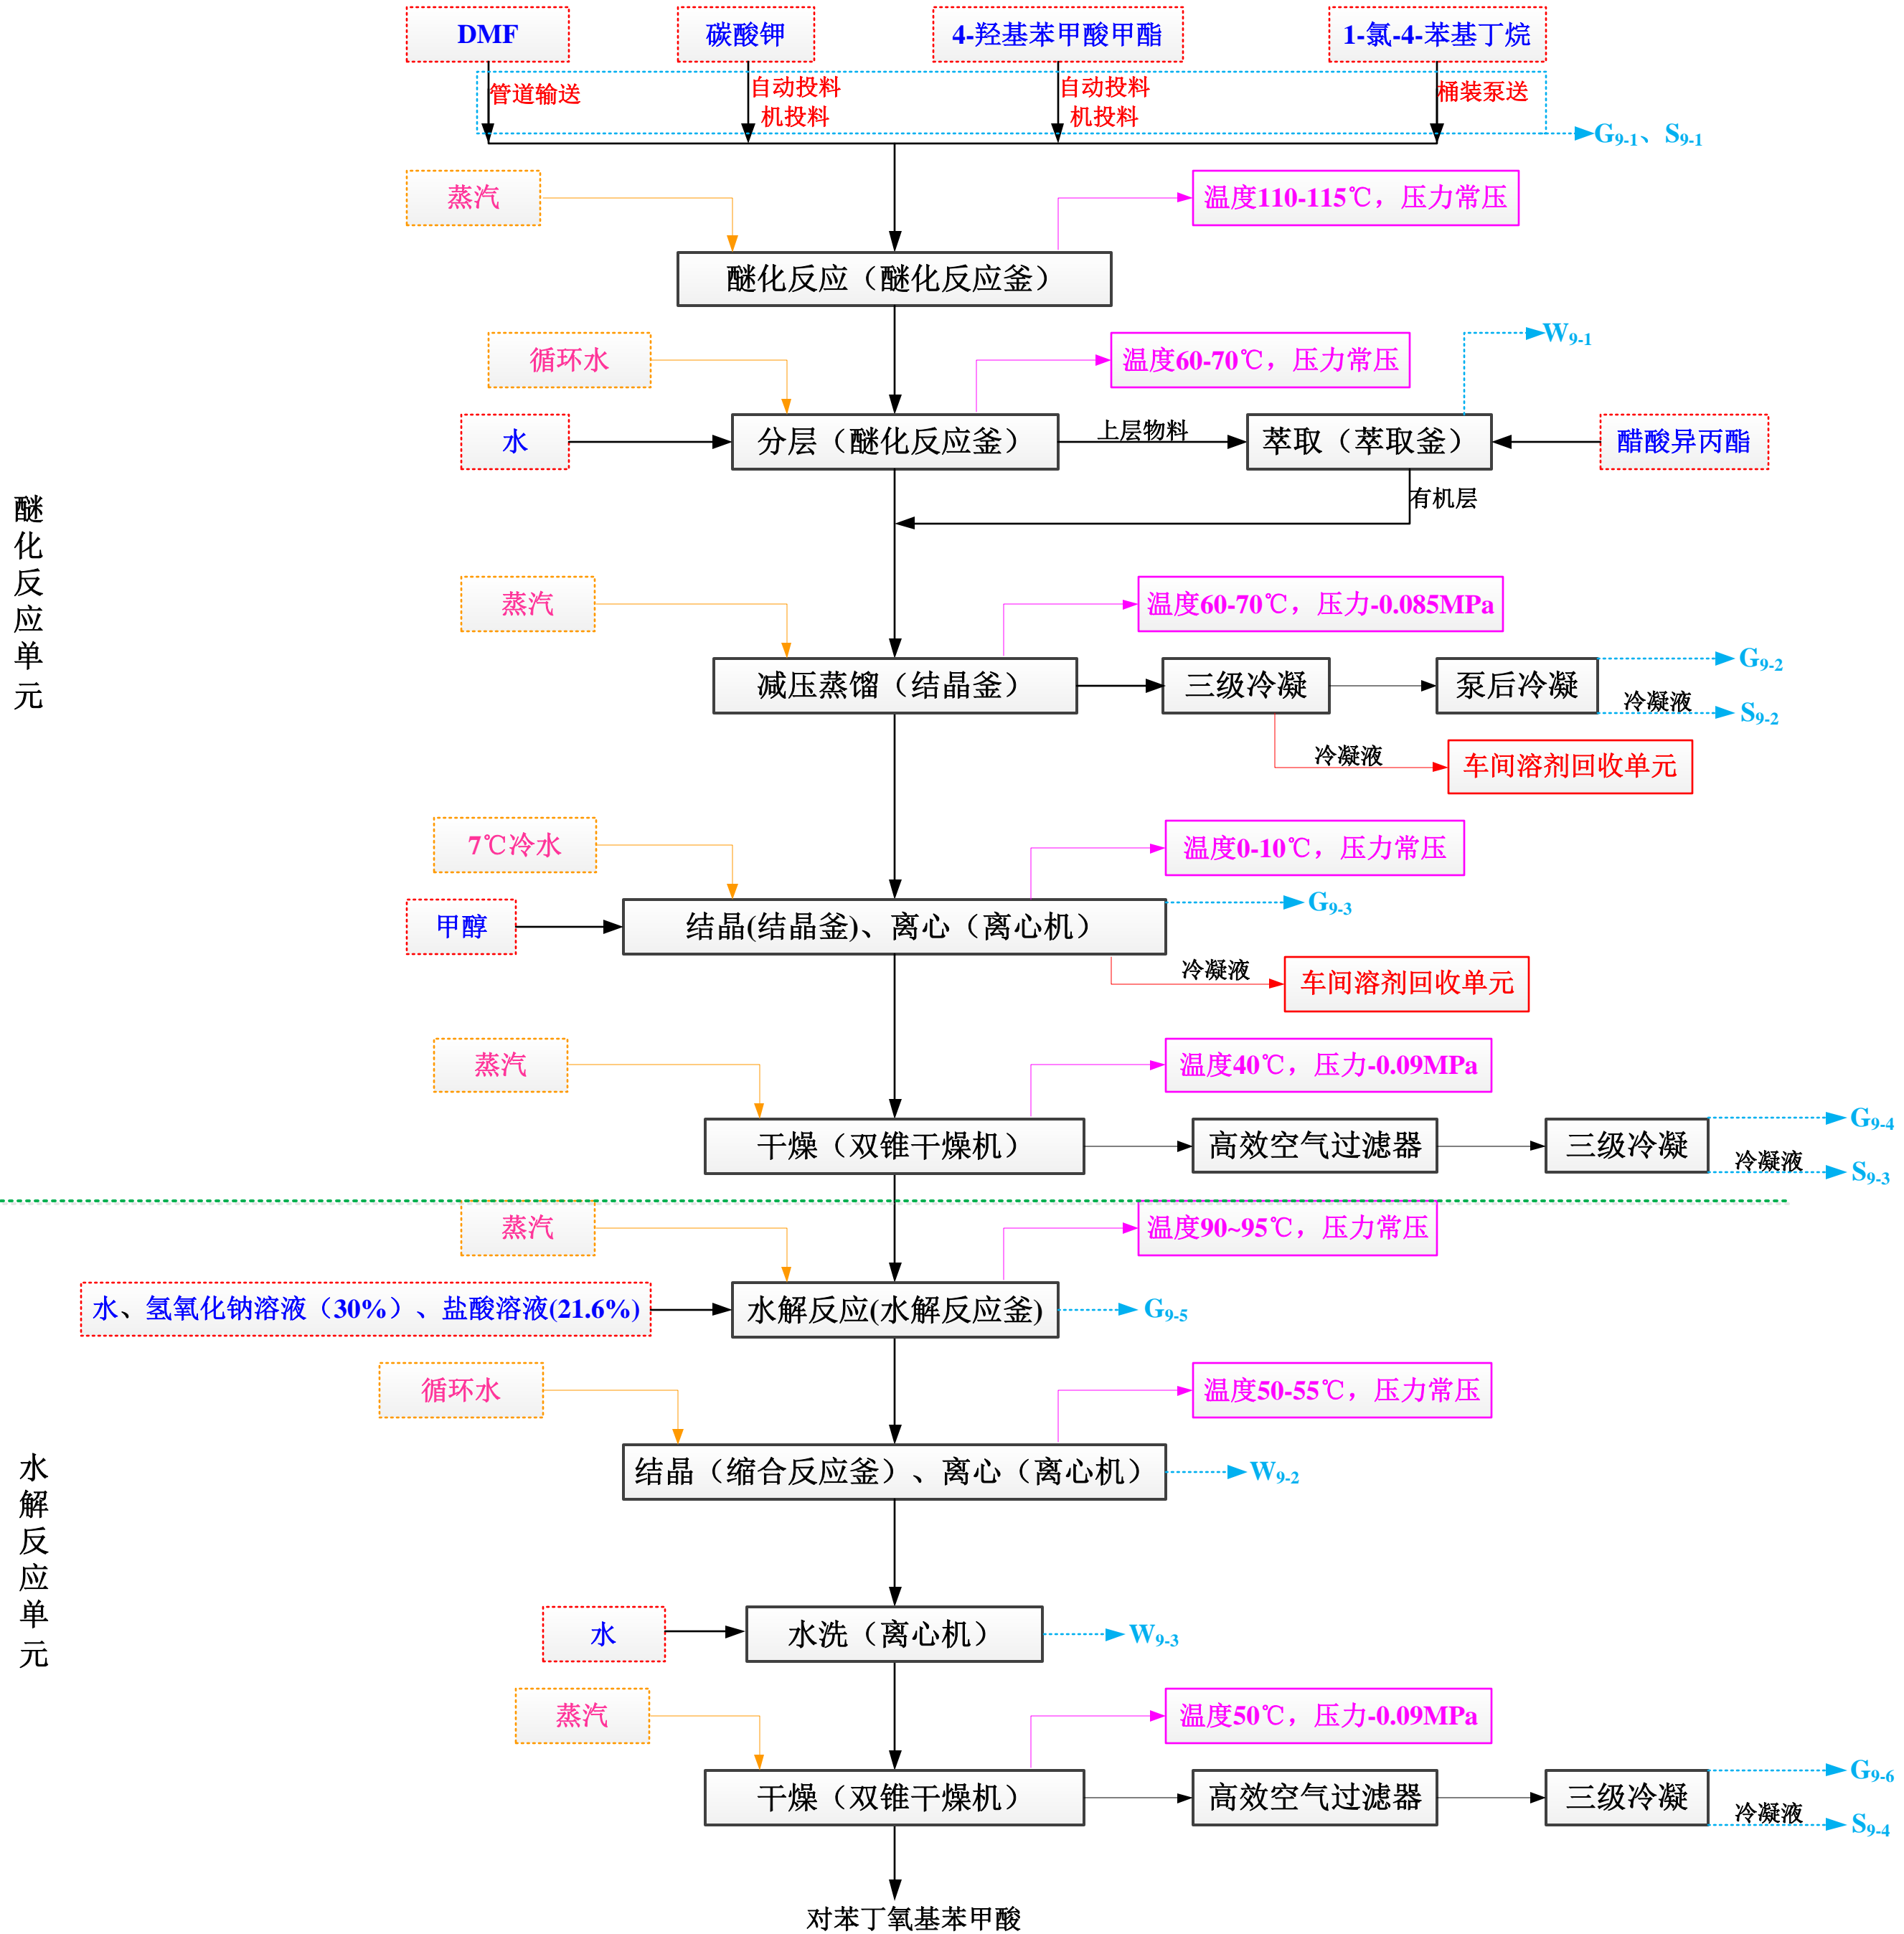 DMF
碳酸钾
4-羟基苯甲酸甲酯
1-氯-4-苯基丁烷
管道输送
自动投料
机投料
自动投料
机投料
桶装泵送
G9-1、S9-1
蒸汽
温度110-115℃，压力常压
醚化反应（醚化反应釜）
循环水
温度60-70℃，压力常压
W9-1
水
分层（醚化反应釜）
上层物料
萃取（萃取釜）
醋酸异丙酯
有机层
醚化反应单元
蒸汽
温度60-70℃，压力-0.085MPa
减压蒸馏（结晶釜）
三级冷凝
泵后冷凝
G9-2
冷凝液
S9-2
冷凝液
车间溶剂回收单元
7℃冷水
温度0-10℃，压力常压
甲醇
结晶(结晶釜)、离心（离心机）
G9-3
冷凝液
车间溶剂回收单元
蒸汽
温度40℃，压力-0.09MPa
干燥（双锥干燥机）
高效空气过滤器
三级冷凝
G9-4
冷凝液
S9-3
蒸汽
温度90~95℃，压力常压
水、氢氧化钠溶液（30%）、盐酸溶液(21.6%)
水解反应(水解反应釜)
G9-5
循环水
温度50-55℃，压力常压
结晶（缩合反应釜）、离心（离心机）
W9-2
水解反应单元
水
水洗（离心机）
W9-3
蒸汽
温度50℃，压力-0.09MPa
干燥（双锥干燥机）
高效空气过滤器
三级冷凝
G9-6
冷凝液
S9-4
对苯丁氧基苯甲酸